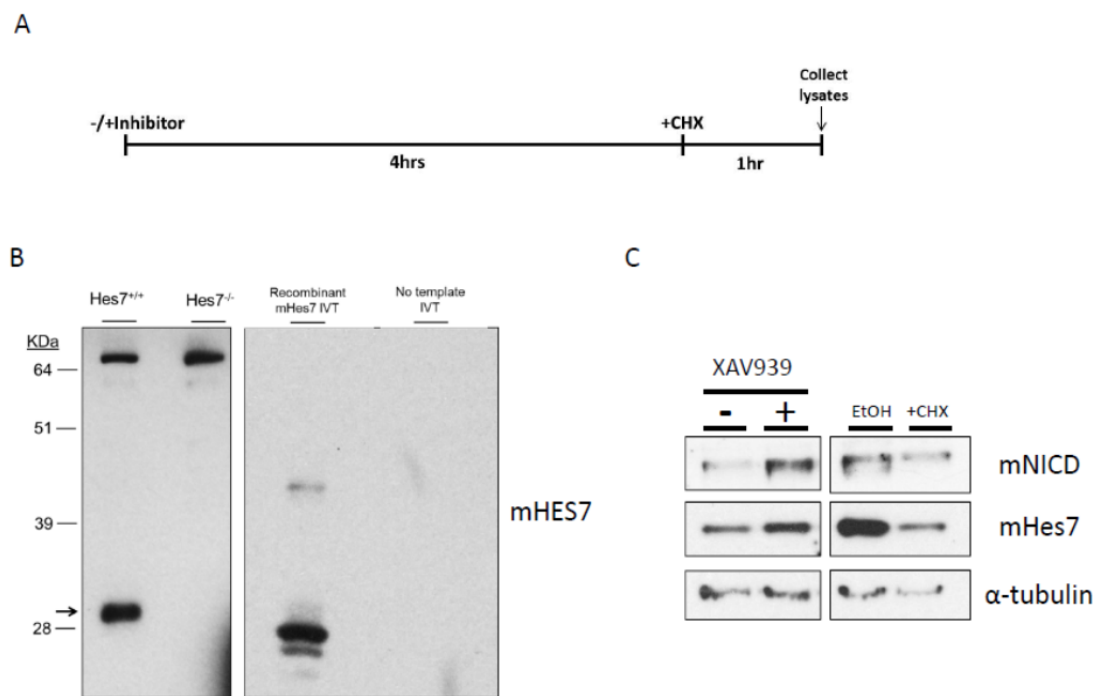 A
-/+Inhibitor
+CHX
Collect
lysates
4hrs
1hr
B
Hes7+/+
Hes7-/-
Recombinant
mHes7 IVT
No template
IVT
KDa
64
51
39
28
mHES7
C
XAV939
- +
EtOH +CHX
mNICD
mHes7
α-tubulin